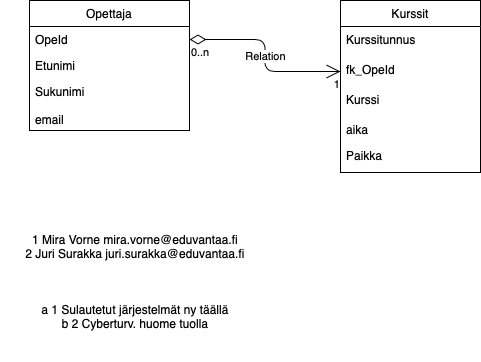 Opettaja
OpeId
Etunimi
Sukunimi
email
0..n
Relation
1
Kurssit
Kurssitunnus
fk_OpeId
Kurssi
aika
Paikka
1 Mira Vorne mira.vorne@eduvantaa.fi
2 Juri Surakka juri.surakka@eduvantaa.fi
a 1 Sulautetut järjestelmät ny täällä
b 2 Cyberturv. huome tuolla